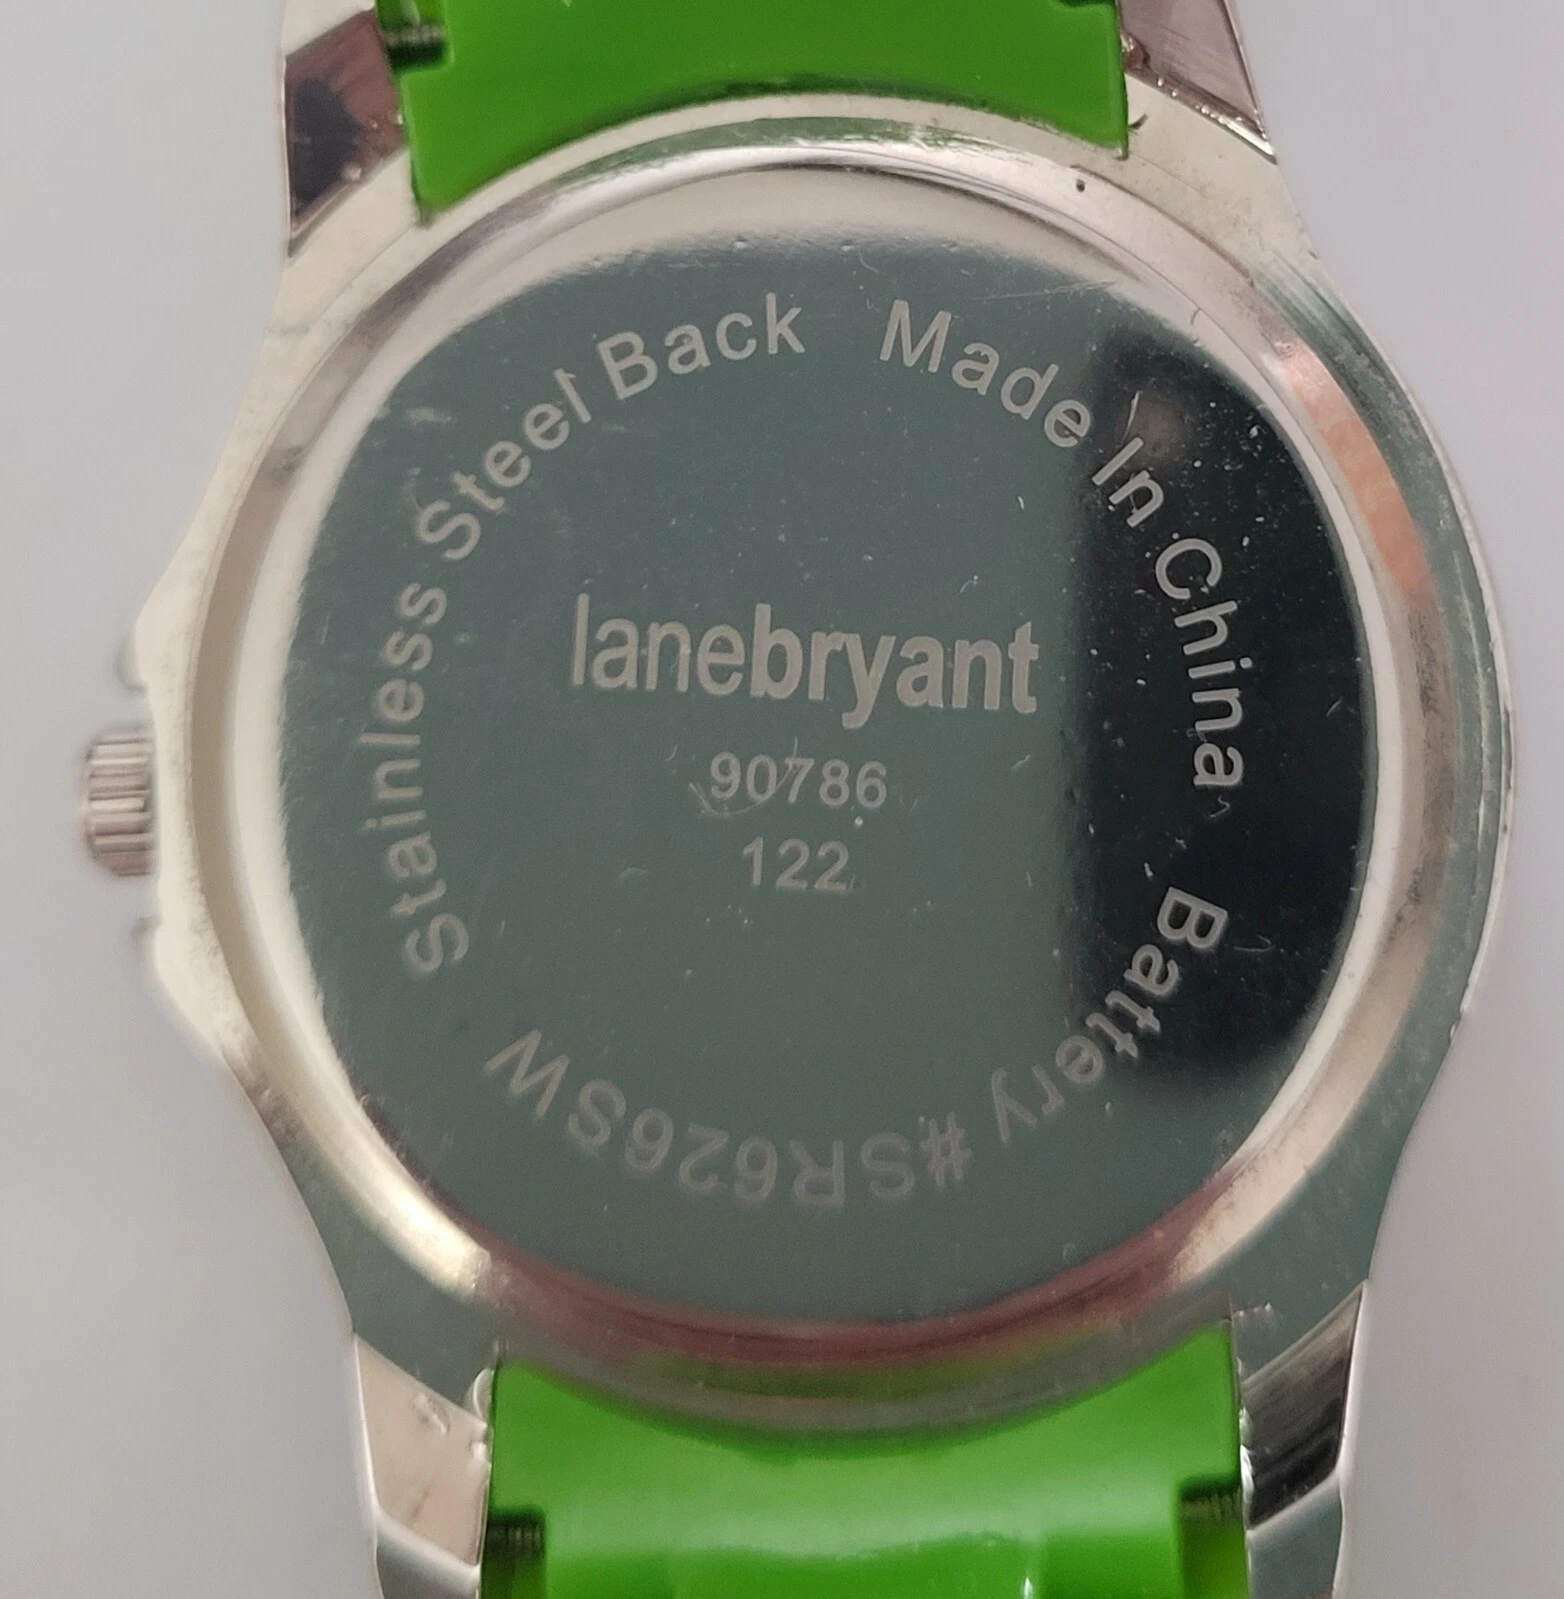 Stainless Steel Back Made In China Battery #SR626SW
lanebryant
90786
122